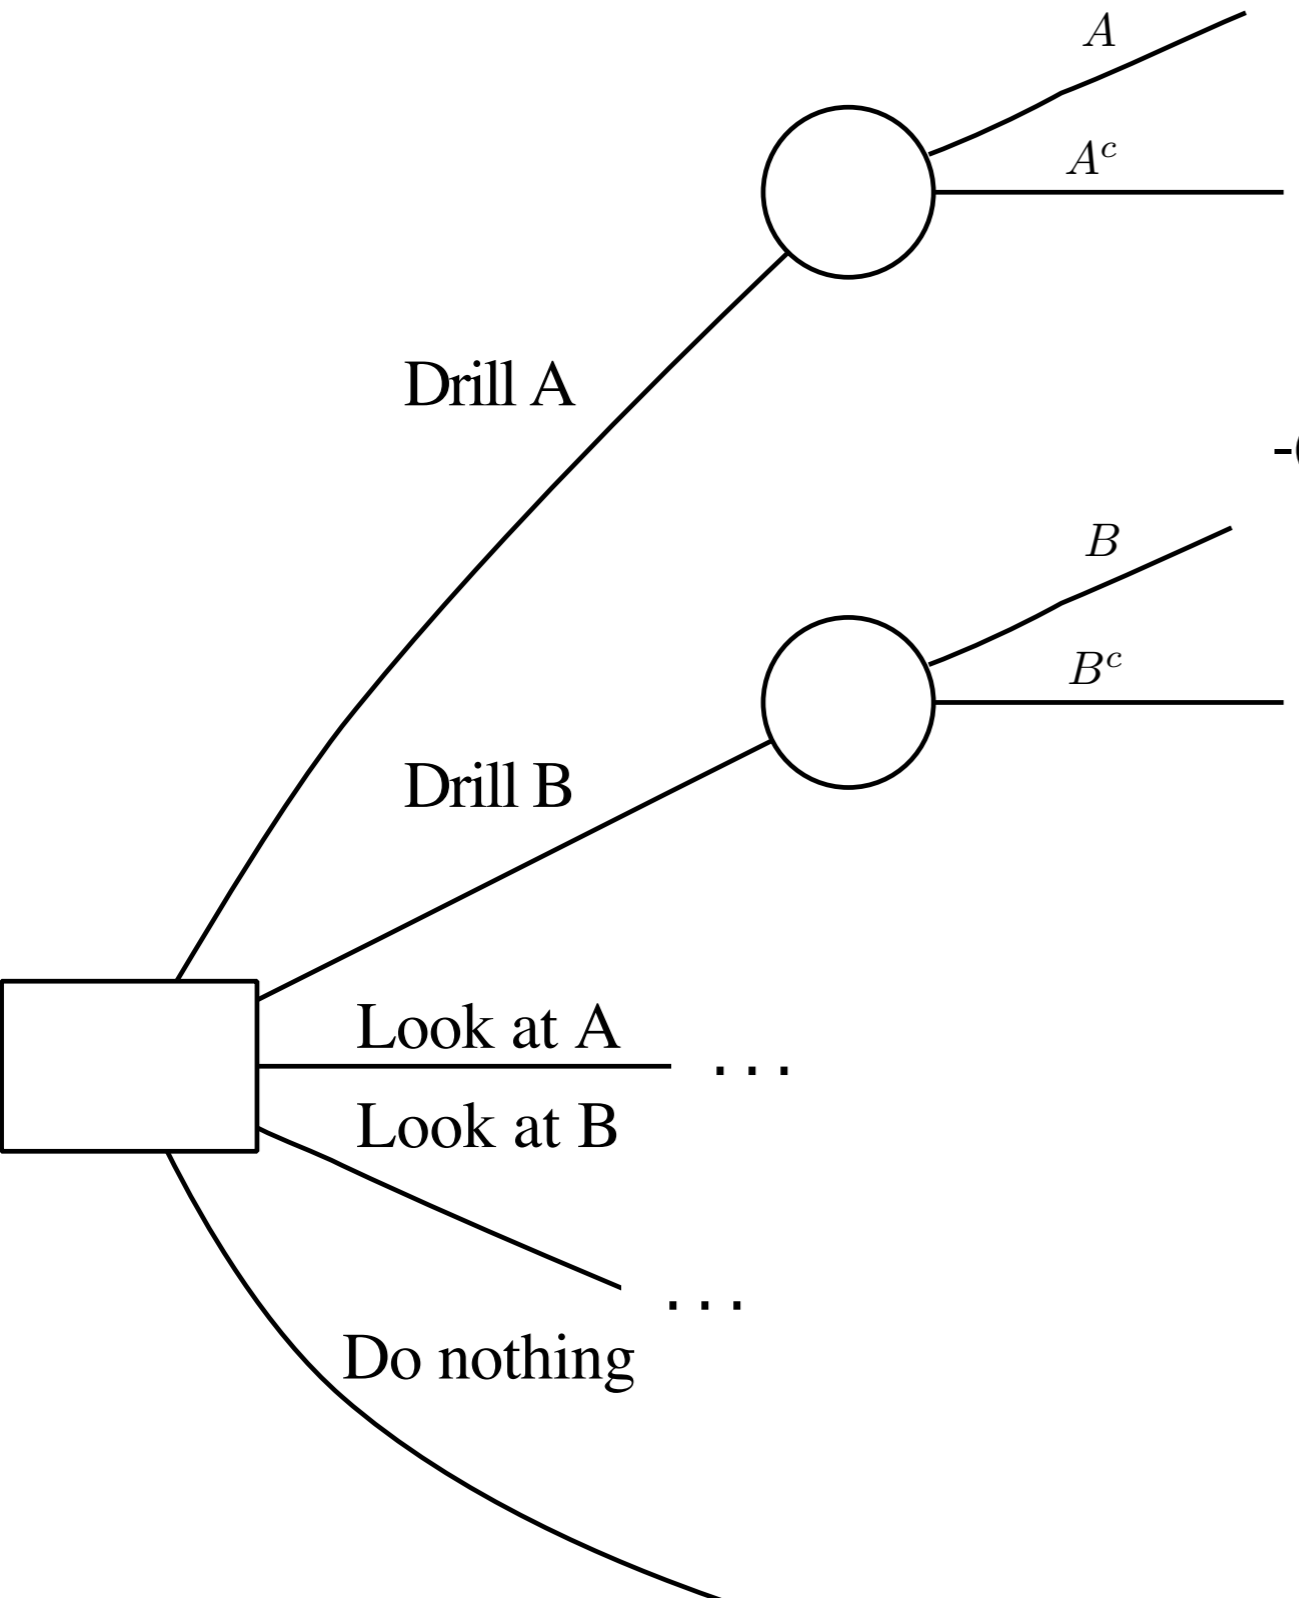 A
A^c
Drill A
B
B^c
Drill B
Look at A
. . .
Look at B
. . .
Do nothing